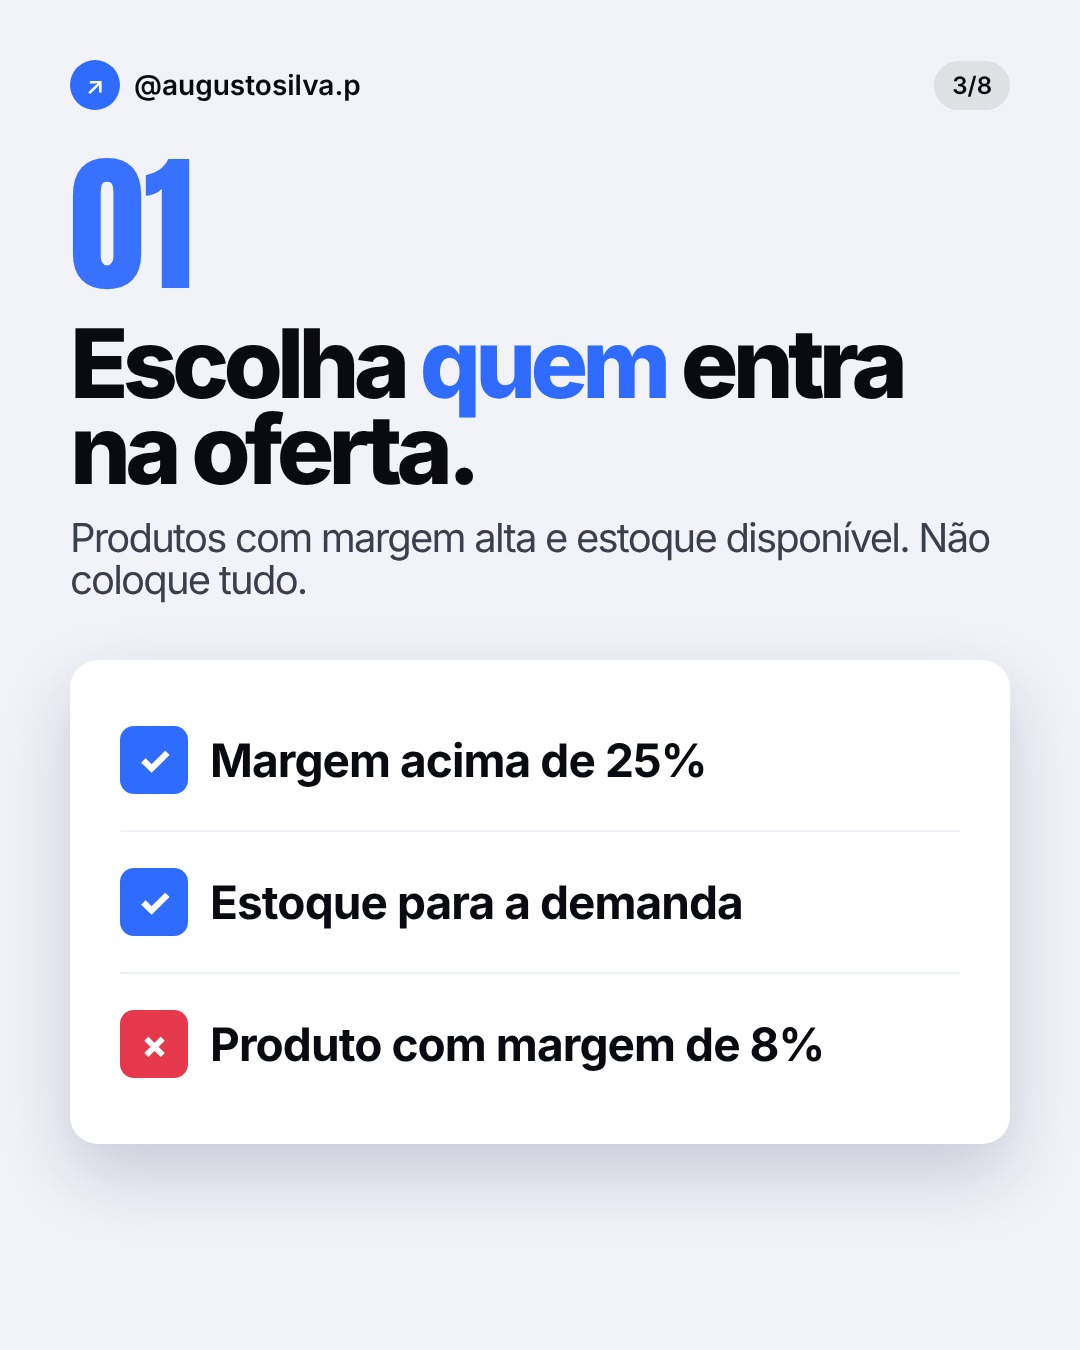 @augustosilva.p
3/8
01
Escolha quem entra
na oferta.
Produtos com margem alta e estoque disponível. Não
coloque tudo.
Margem acima de 25%
Estoque para a demanda
Produto com margem de 8%